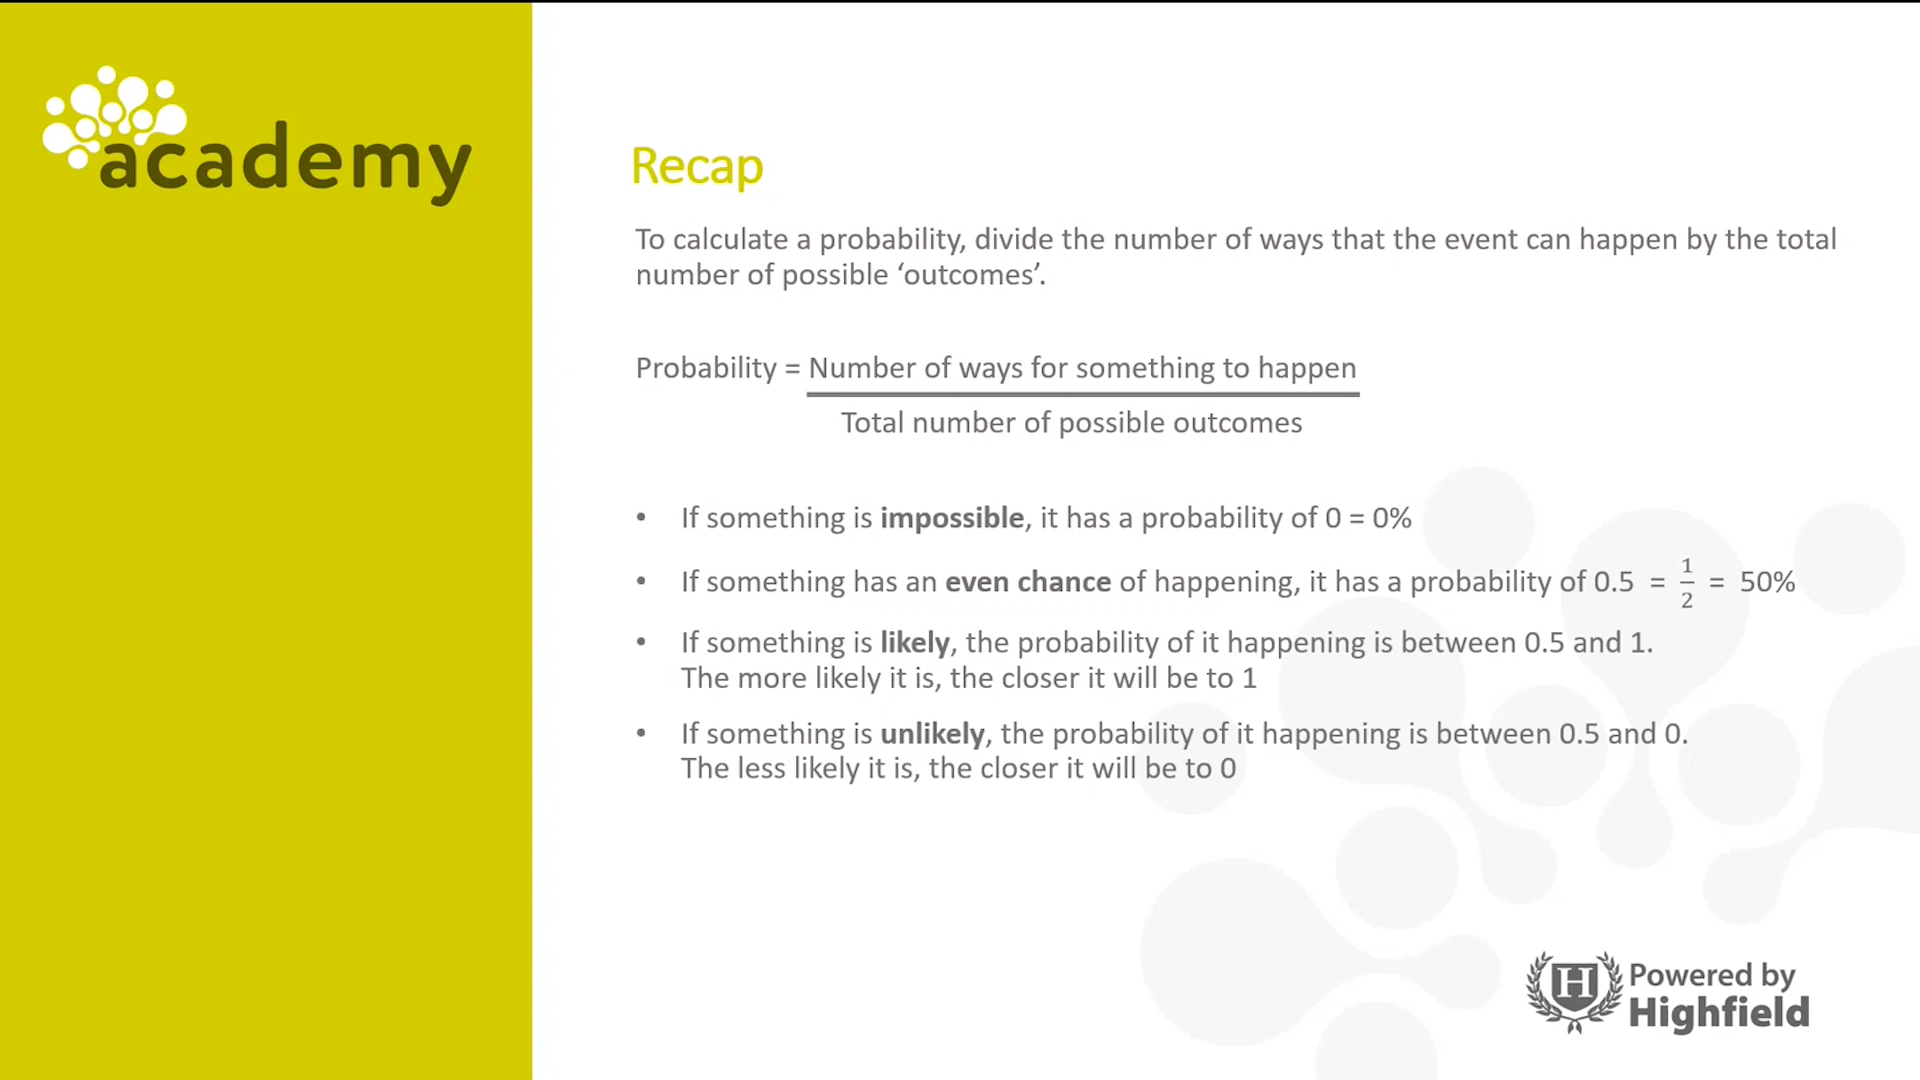 academy
Recap
To calculate a probability, divide the number of ways that the event can happen by the total
number of possible ‘outcomes’.
Probability = Number of ways for something to happen
Total number of possible outcomes
• If something is impossible, it has a probability of 0 = 0%
• If something has an even chance of happening, it has a probability of 0.5 = 1/2 = 50%
• If something is likely, the probability of it happening is between 0.5 and 1.
The more likely it is, the closer it will be to 1
• If something is unlikely, the probability of it happening is between 0.5 and 0.
The less likely it is, the closer it will be to 0
H
Powered by
Highfield